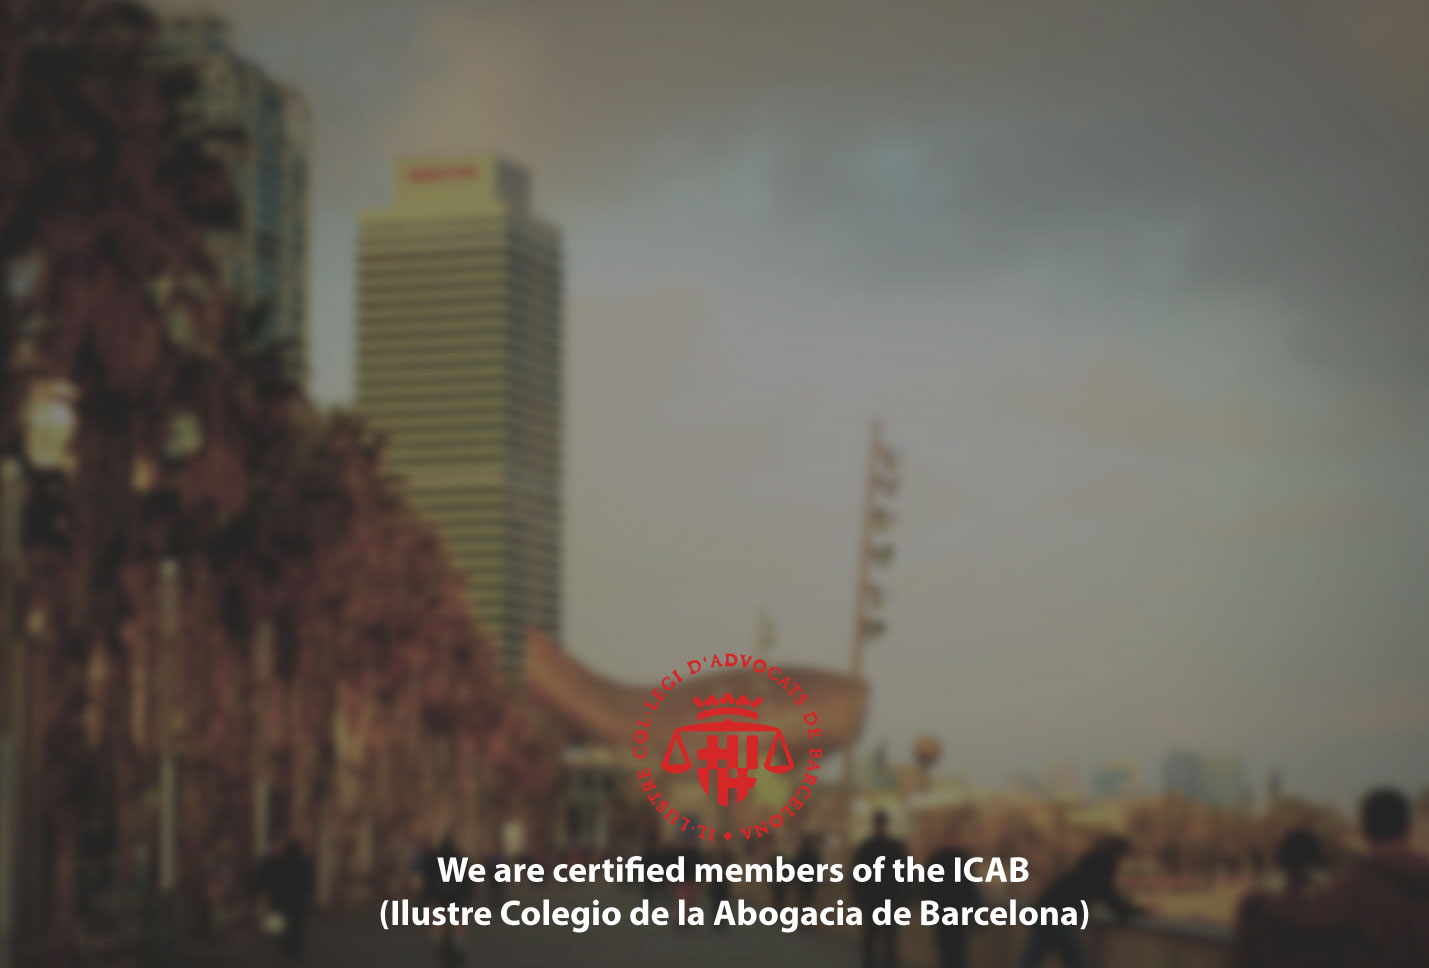 IL·LUSTRE COL·LEGI D'ADVOCATS DE BARCELONA
We are certified members of the ICAB
(Ilustre Colegio de la Abogacia de Barcelona)